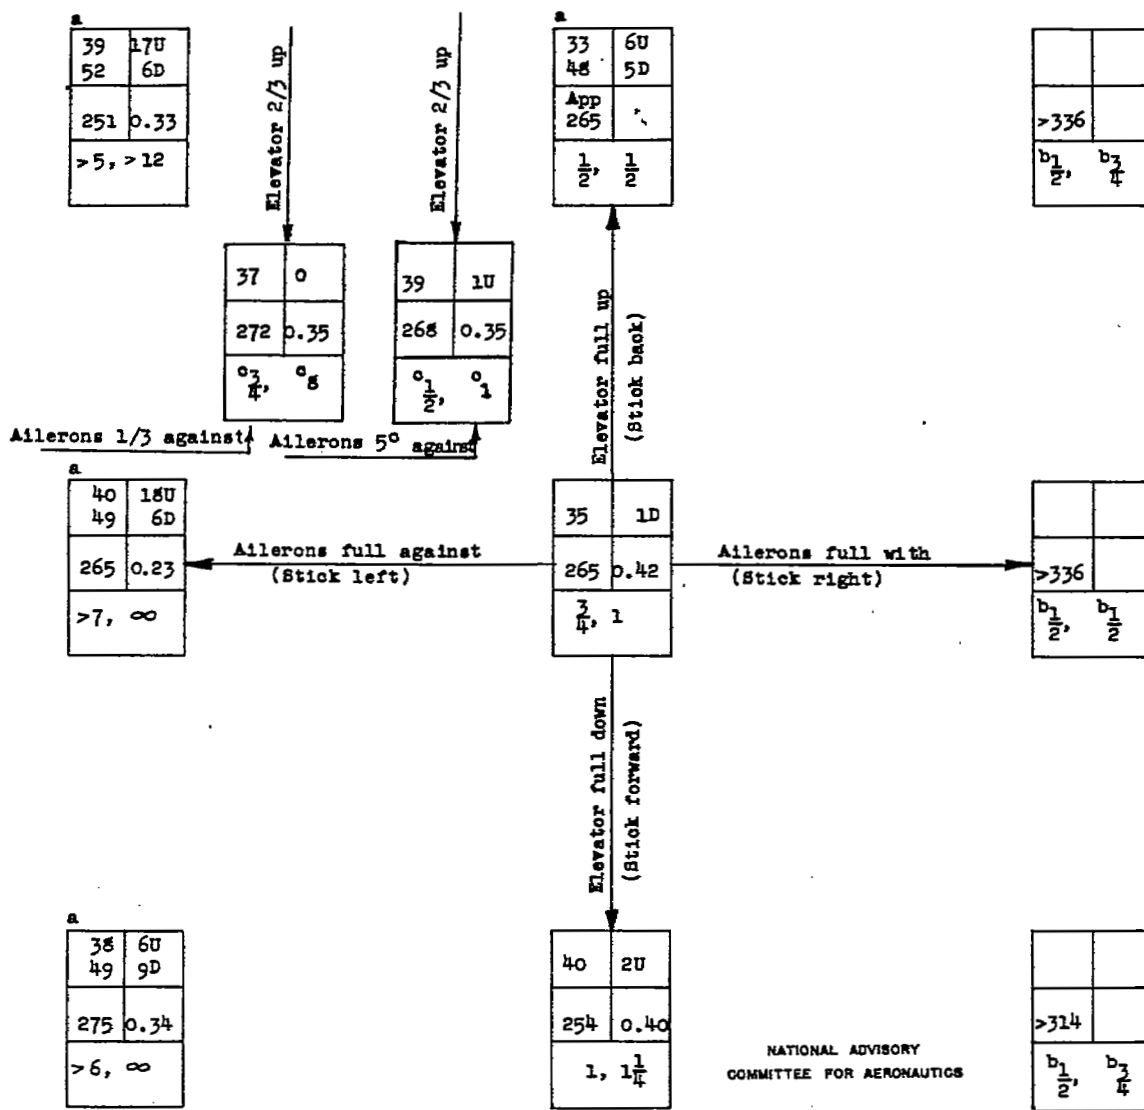 a
39 17U
52 6D
251 0.33
>5, >12
Elevator 2/3 up
Elevator 2/3 up
a
33 6U
48 5D
App
265
1/2, 1/2
>336
b1/2, b3/4
37 0
272 0.35
c3/4, c8
39 1U
268 0.35
c1/2, c1
Elevator full up
(Stick back)
Ailerons 1/3 against
Ailerons 5° against
a
40 18U
49 6D
265 0.23
>7, ∞
Ailerons full against
(Stick left)
35 1D
265 0.42
3/4, 1
Ailerons full with
(Stick right)
>336
b1/2, b1/2
Elevator full down
(Stick forward)
a
38 6U
49 9D
275 0.34
>6, ∞
40 2U
254 0.40
1, 1 1/4
NATIONAL ADVISORY
COMMITTEE FOR AERONAUTICS
>314
b1/2, b3/4